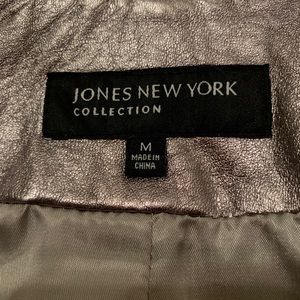 JONES NEW YORK
COLLECTION
M
MADE IN
CHINA